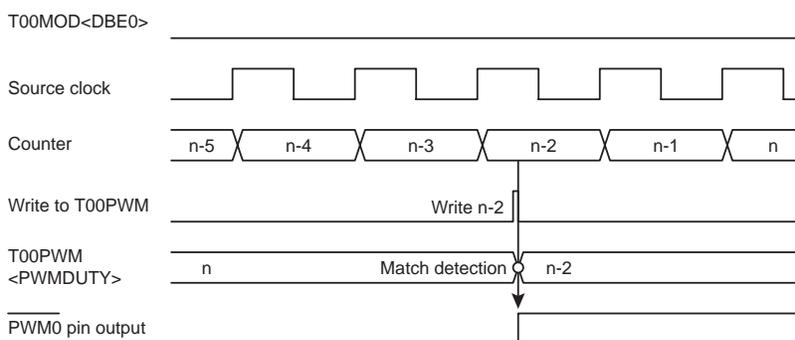 T00MOD<DBE0>
Source clock
Counter n-5 n-4 n-3 n-2 n-1 n
Write to T00PWM Write n-2
T00PWM
<PWMDUTY> n Match detection n-2
PWM0 pin output